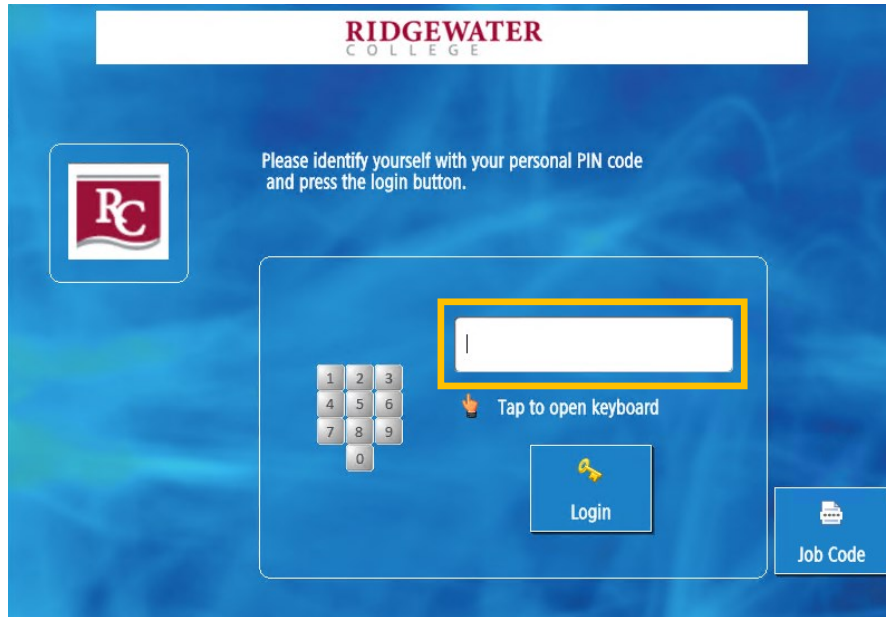 RIDGEWATER
COLLEGE
RC
Please identify yourself with your personal PIN code
and press the login button.
1 2 3
4 5 6
7 8 9
0
Tap to open keyboard
Login
Job Code